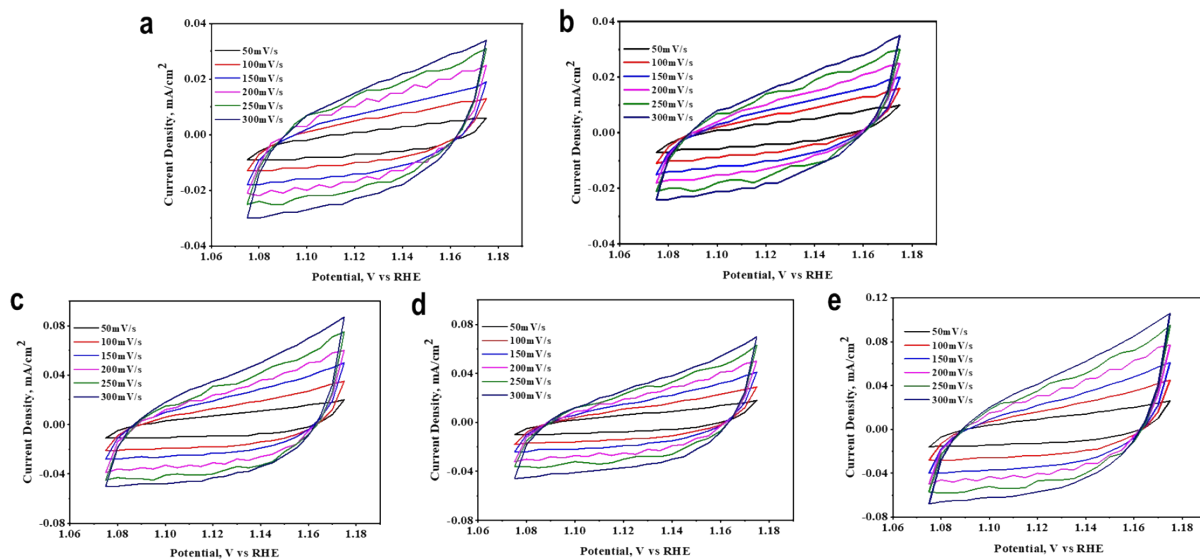 a
0.04
0.02
0.00
-0.02
-0.04
Current Density, mA/cm²
50mV/s
100mV/s
150mV/s
200mV/s
250mV/s
300mV/s
1.06 1.08 1.10 1.12 1.14 1.16 1.18
Potential, V vs RHE
b
0.04
0.02
0.00
-0.02
-0.04
Current Density, mA/cm²
50mV/s
100mV/s
150mV/s
200mV/s
250mV/s
300mV/s
1.06 1.08 1.10 1.12 1.14 1.16 1.18
Potential, V vs RHE
c
0.08
0.04
0.00
-0.04
-0.08
Current Density, mA/cm²
50mV/s
100mV/s
150mV/s
200mV/s
250mV/s
300mV/s
1.06 1.08 1.10 1.12 1.14 1.16 1.18
Potential, V vs RHE
d
0.08
0.04
0.00
-0.04
-0.08
Current Density, mA/cm²
50mV/s
100mV/s
150mV/s
200mV/s
250mV/s
300mV/s
1.06 1.08 1.10 1.12 1.14 1.16 1.18
Potential, V vs RHE
e
0.12
0.08
0.04
0.00
-0.04
-0.08
Current Density, mA/cm²
50mV/s
100mV/s
150mV/s
200mV/s
250mV/s
300mV/s
1.06 1.08 1.10 1.12 1.14 1.16 1.18
Potential, V vs RHE